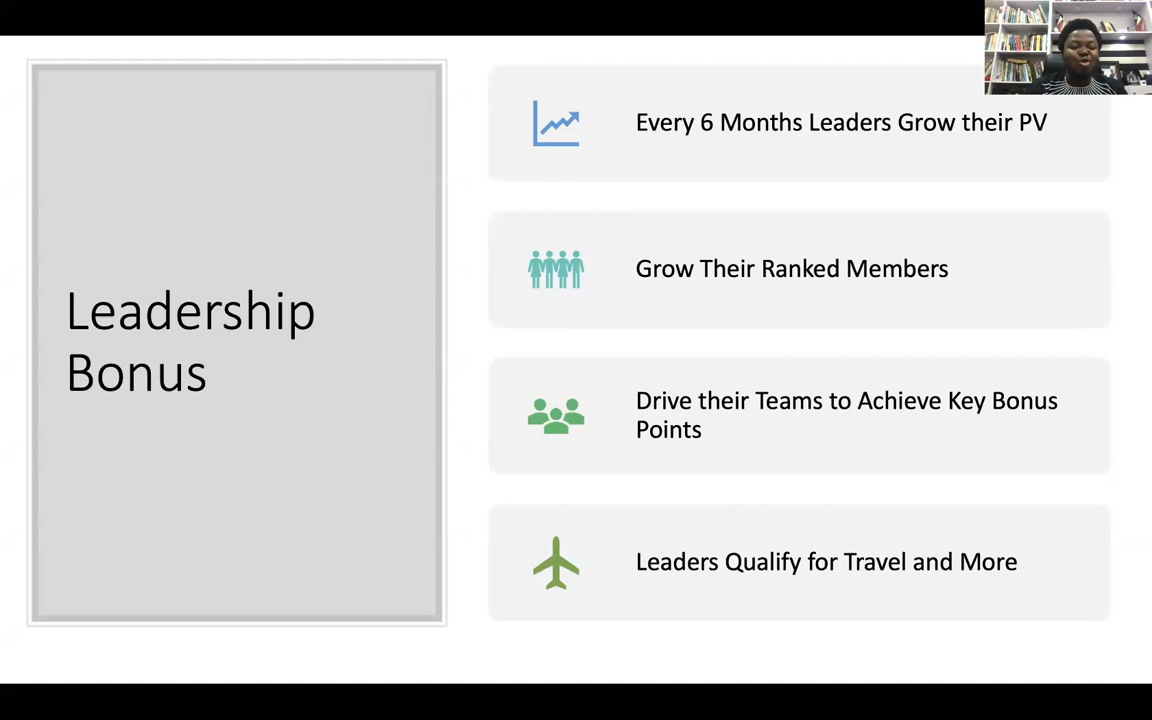 Leadership
Bonus
Every 6 Months Leaders Grow their PV
Grow Their Ranked Members
Drive their Teams to Achieve Key Bonus
Points
Leaders Qualify for Travel and More